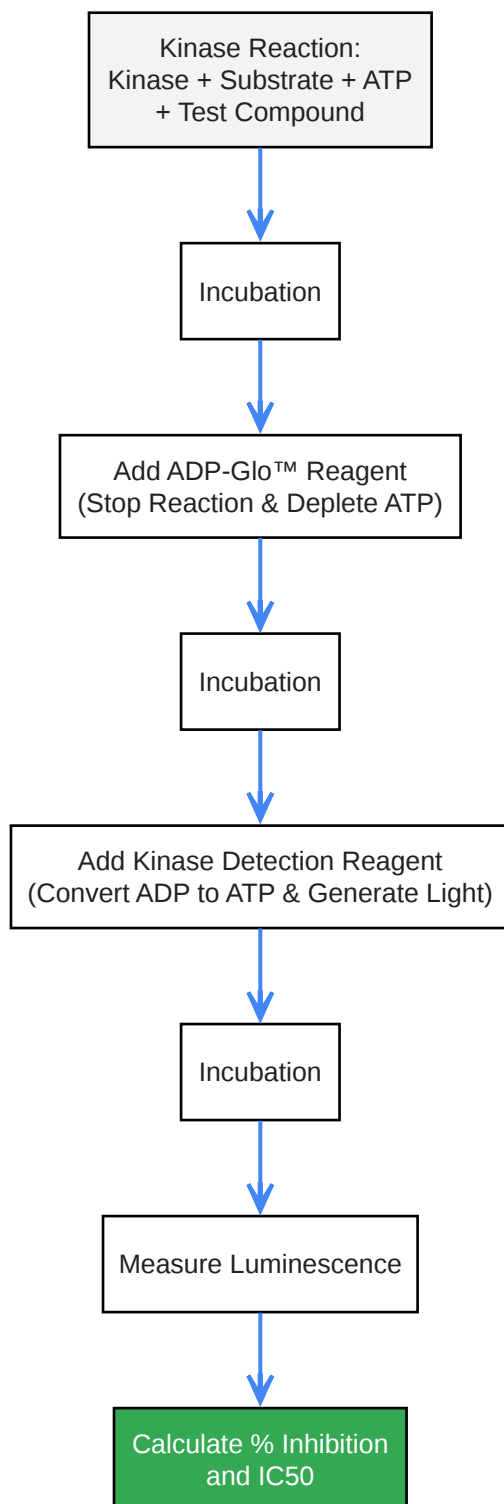 Kinase Reaction:
Kinase + Substrate + ATP
+ Test Compound
Incubation
Add ADP-Glo™ Reagent
(Stop Reaction & Deplete ATP)
Incubation
Add Kinase Detection Reagent
(Convert ADP to ATP & Generate Light)
Incubation
Measure Luminescence
Calculate % Inhibition
and IC50